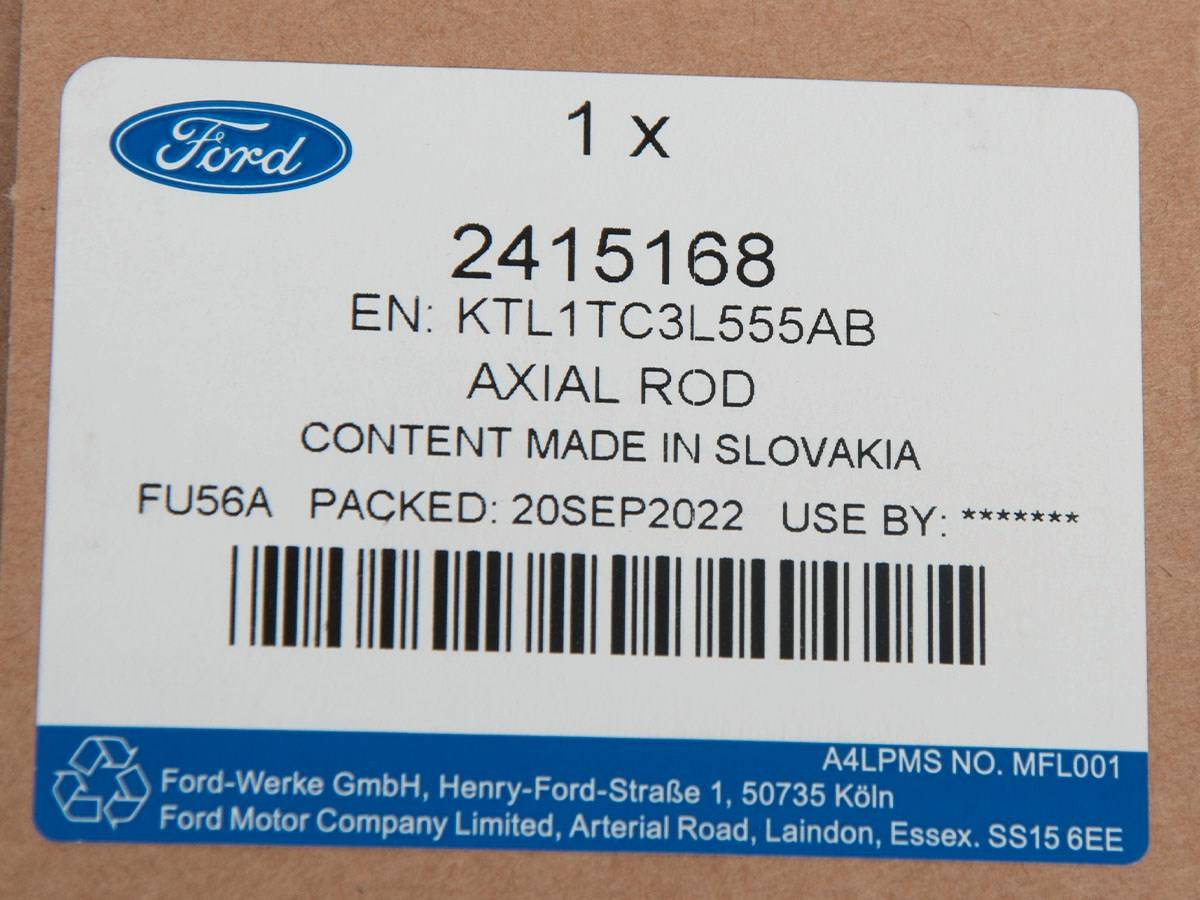 Ford
1 x
2415168
EN: KTL1TC3L555AB
AXIAL ROD
CONTENT MADE IN SLOVAKIA
FU56A PACKED: 20SEP2022 USE BY: *******
A4LPMS NO. MFL001
Ford-Werke GmbH, Henry-Ford-Straße 1, 50735 Köln
Ford Motor Company Limited, Arterial Road, Laindon, Essex. SS15 6EE